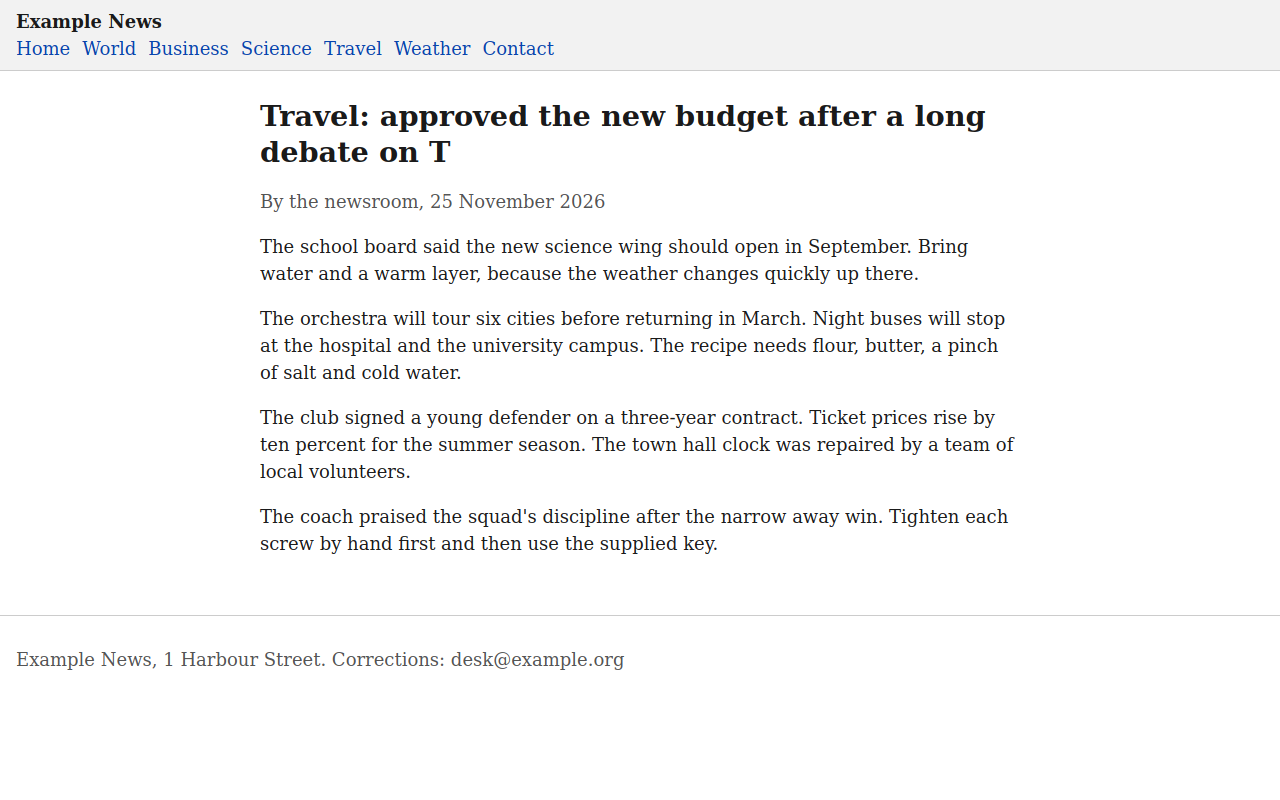 Example News
Home World Business Science Travel Weather Contact
Travel: approved the new budget after a long
debate on T
By the newsroom, 25 November 2026
The school board said the new science wing should open in September. Bring
water and a warm layer, because the weather changes quickly up there.
The orchestra will tour six cities before returning in March. Night buses will stop
at the hospital and the university campus. The recipe needs flour, butter, a pinch
of salt and cold water.
The club signed a young defender on a three-year contract. Ticket prices rise by
ten percent for the summer season. The town hall clock was repaired by a team of
local volunteers.
The coach praised the squad's discipline after the narrow away win. Tighten each
screw by hand first and then use the supplied key.
Example News, 1 Harbour Street. Corrections: desk@example.org